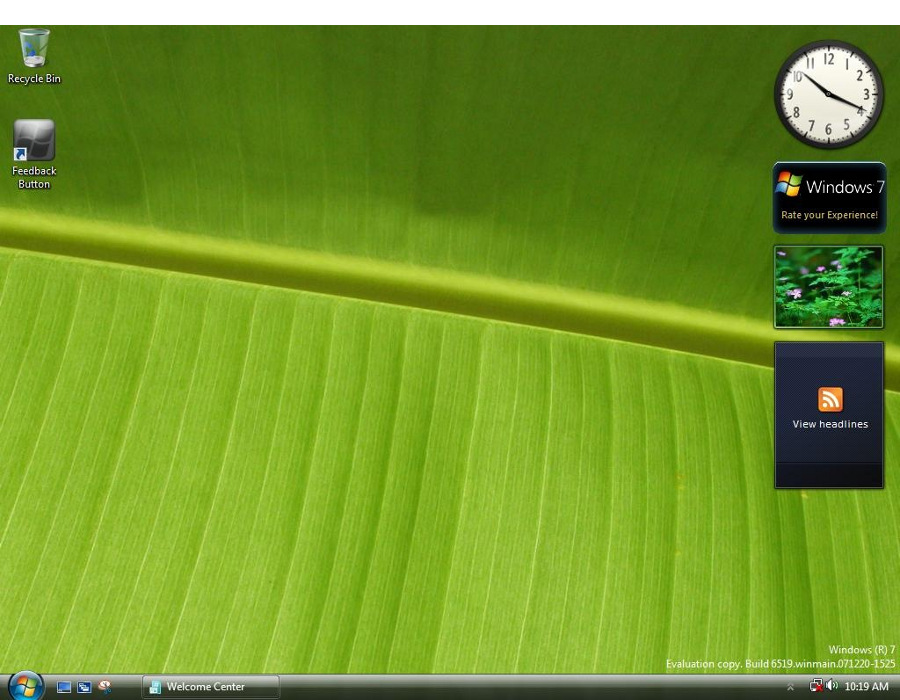 Recycle Bin
Feedback
Button
12
11
1
10
2
9
3
8
4
7
5
6
Windows 7
Rate your Experience!
View headlines
Windows (R) 7
Evaluation copy. Build 6519.winmain.071220-1525
Welcome Center
10:19 AM